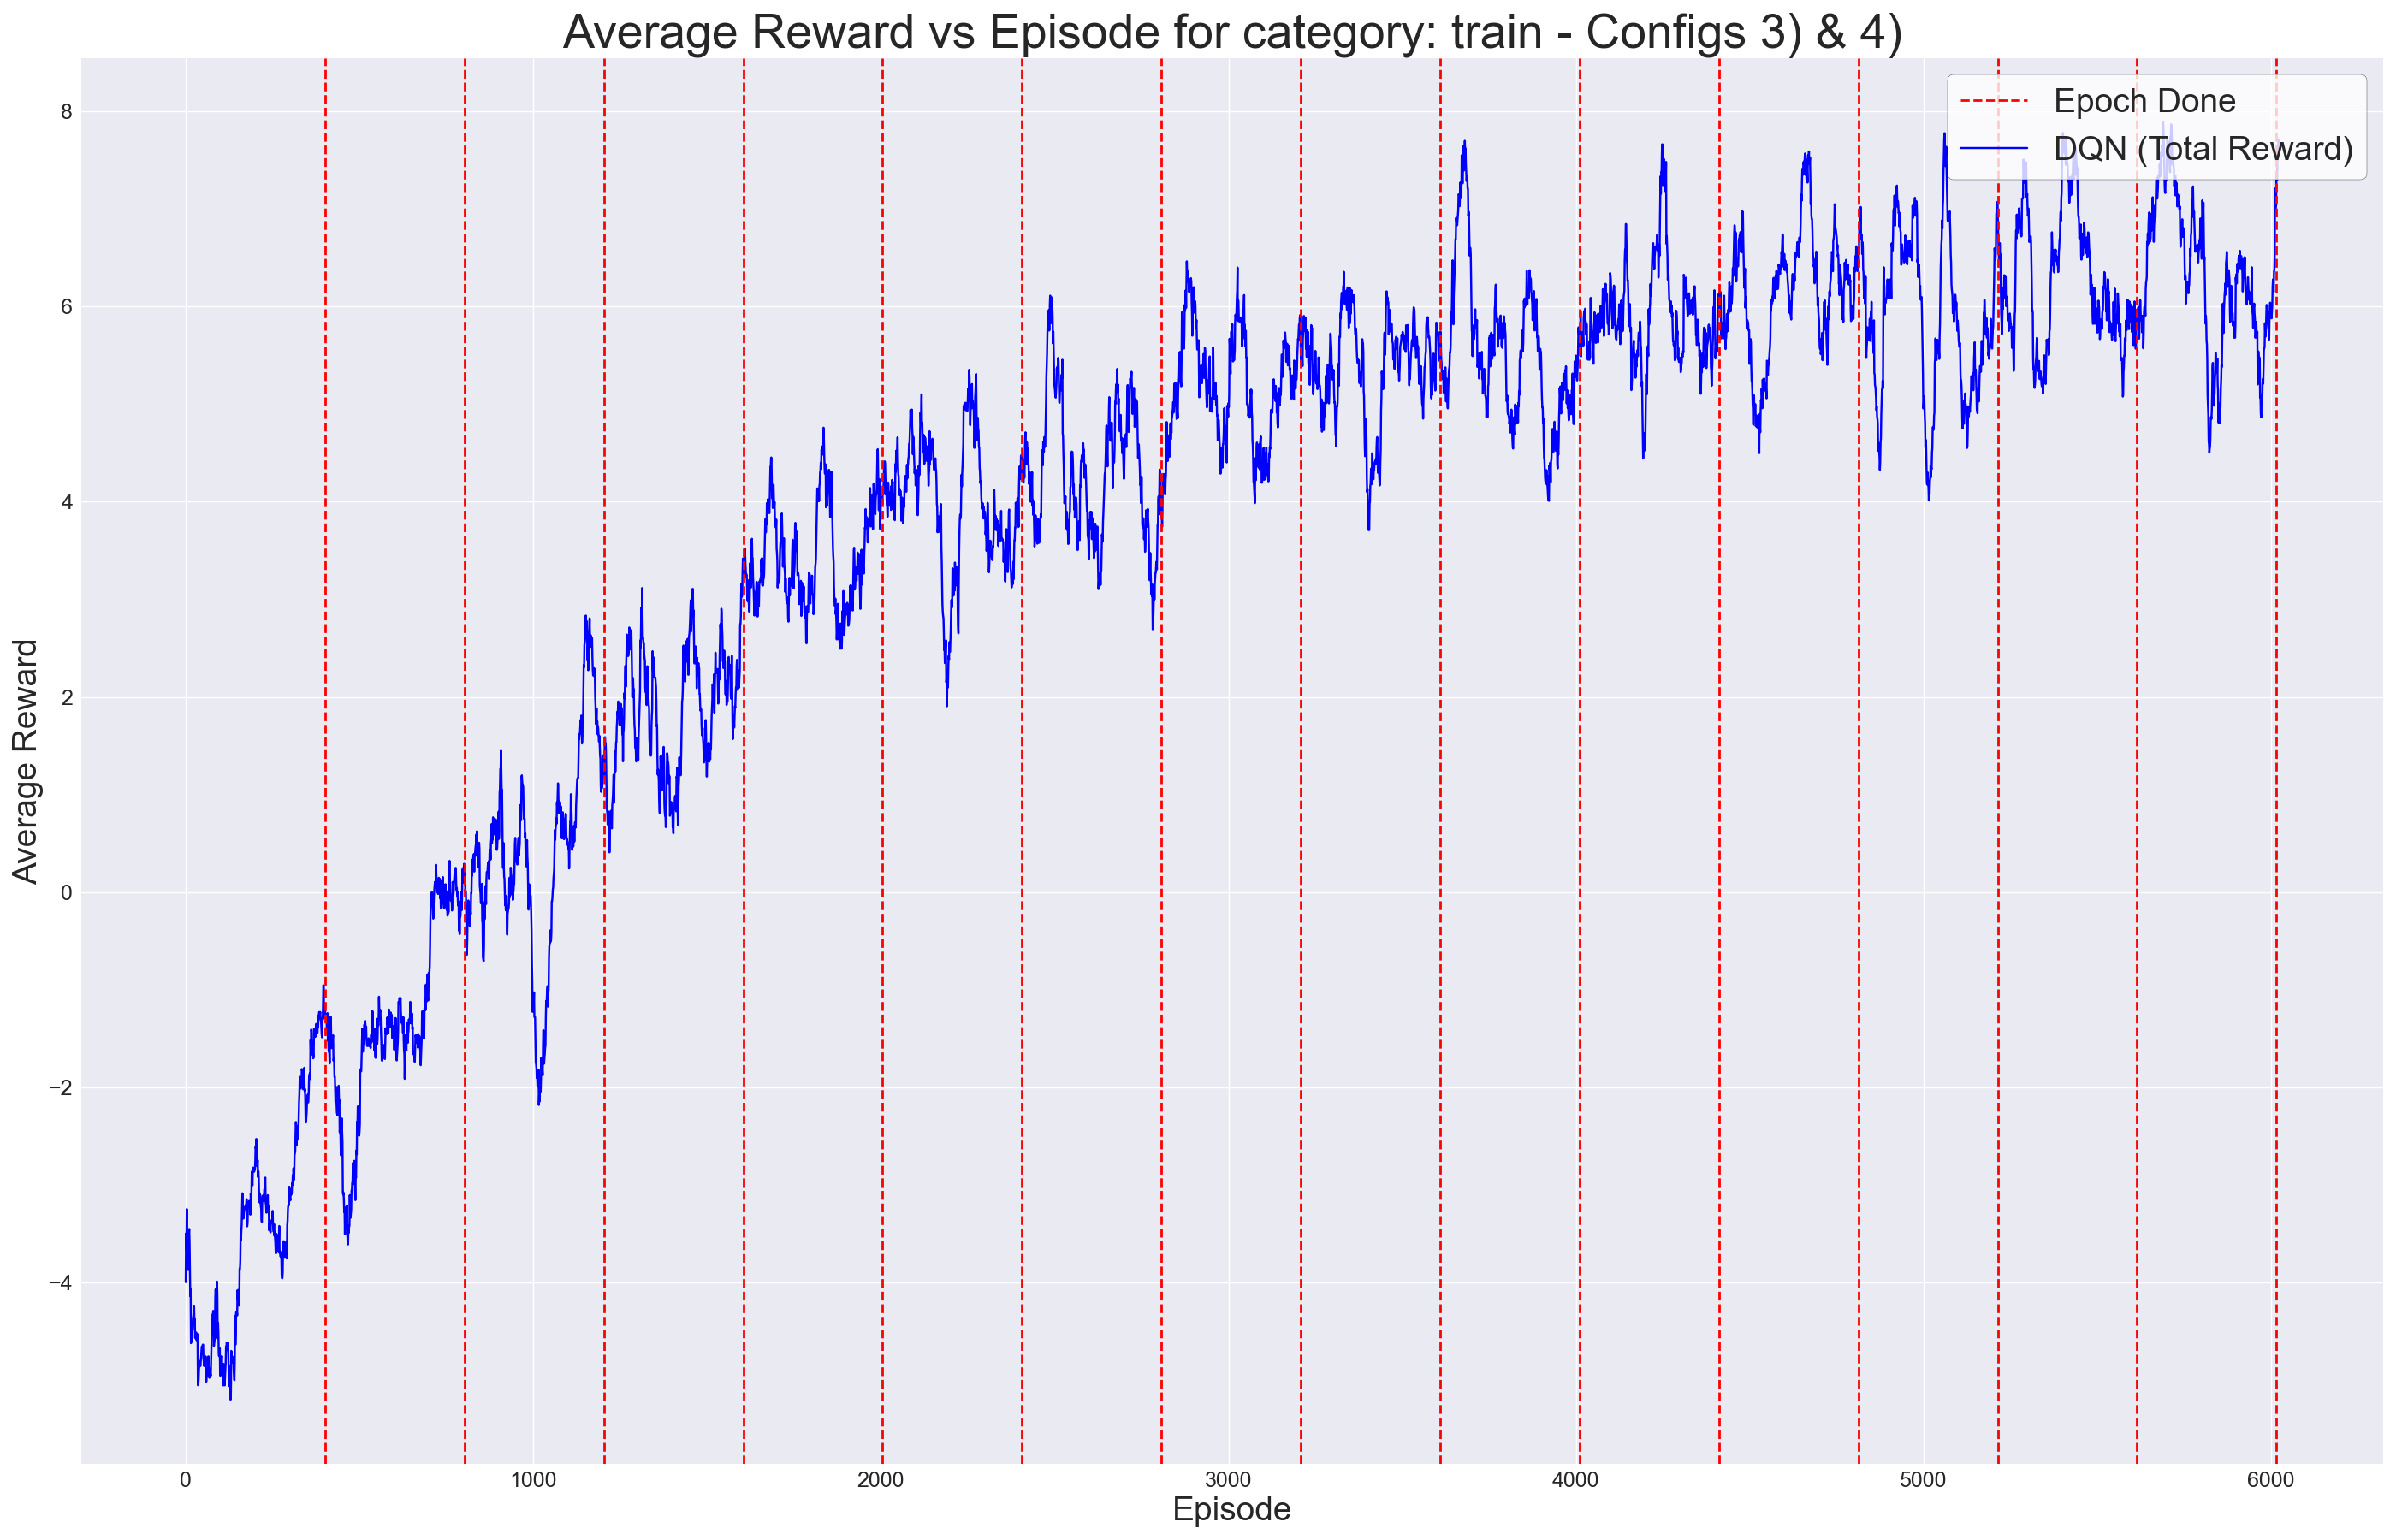 Average Reward vs Episode for category: train - Configs 3) & 4)
Epoch Done
DQN (Total Reward)
Average Reward
8
6
4
2
0
−2
−4
0 1000 2000 3000 4000 5000 6000
Episode